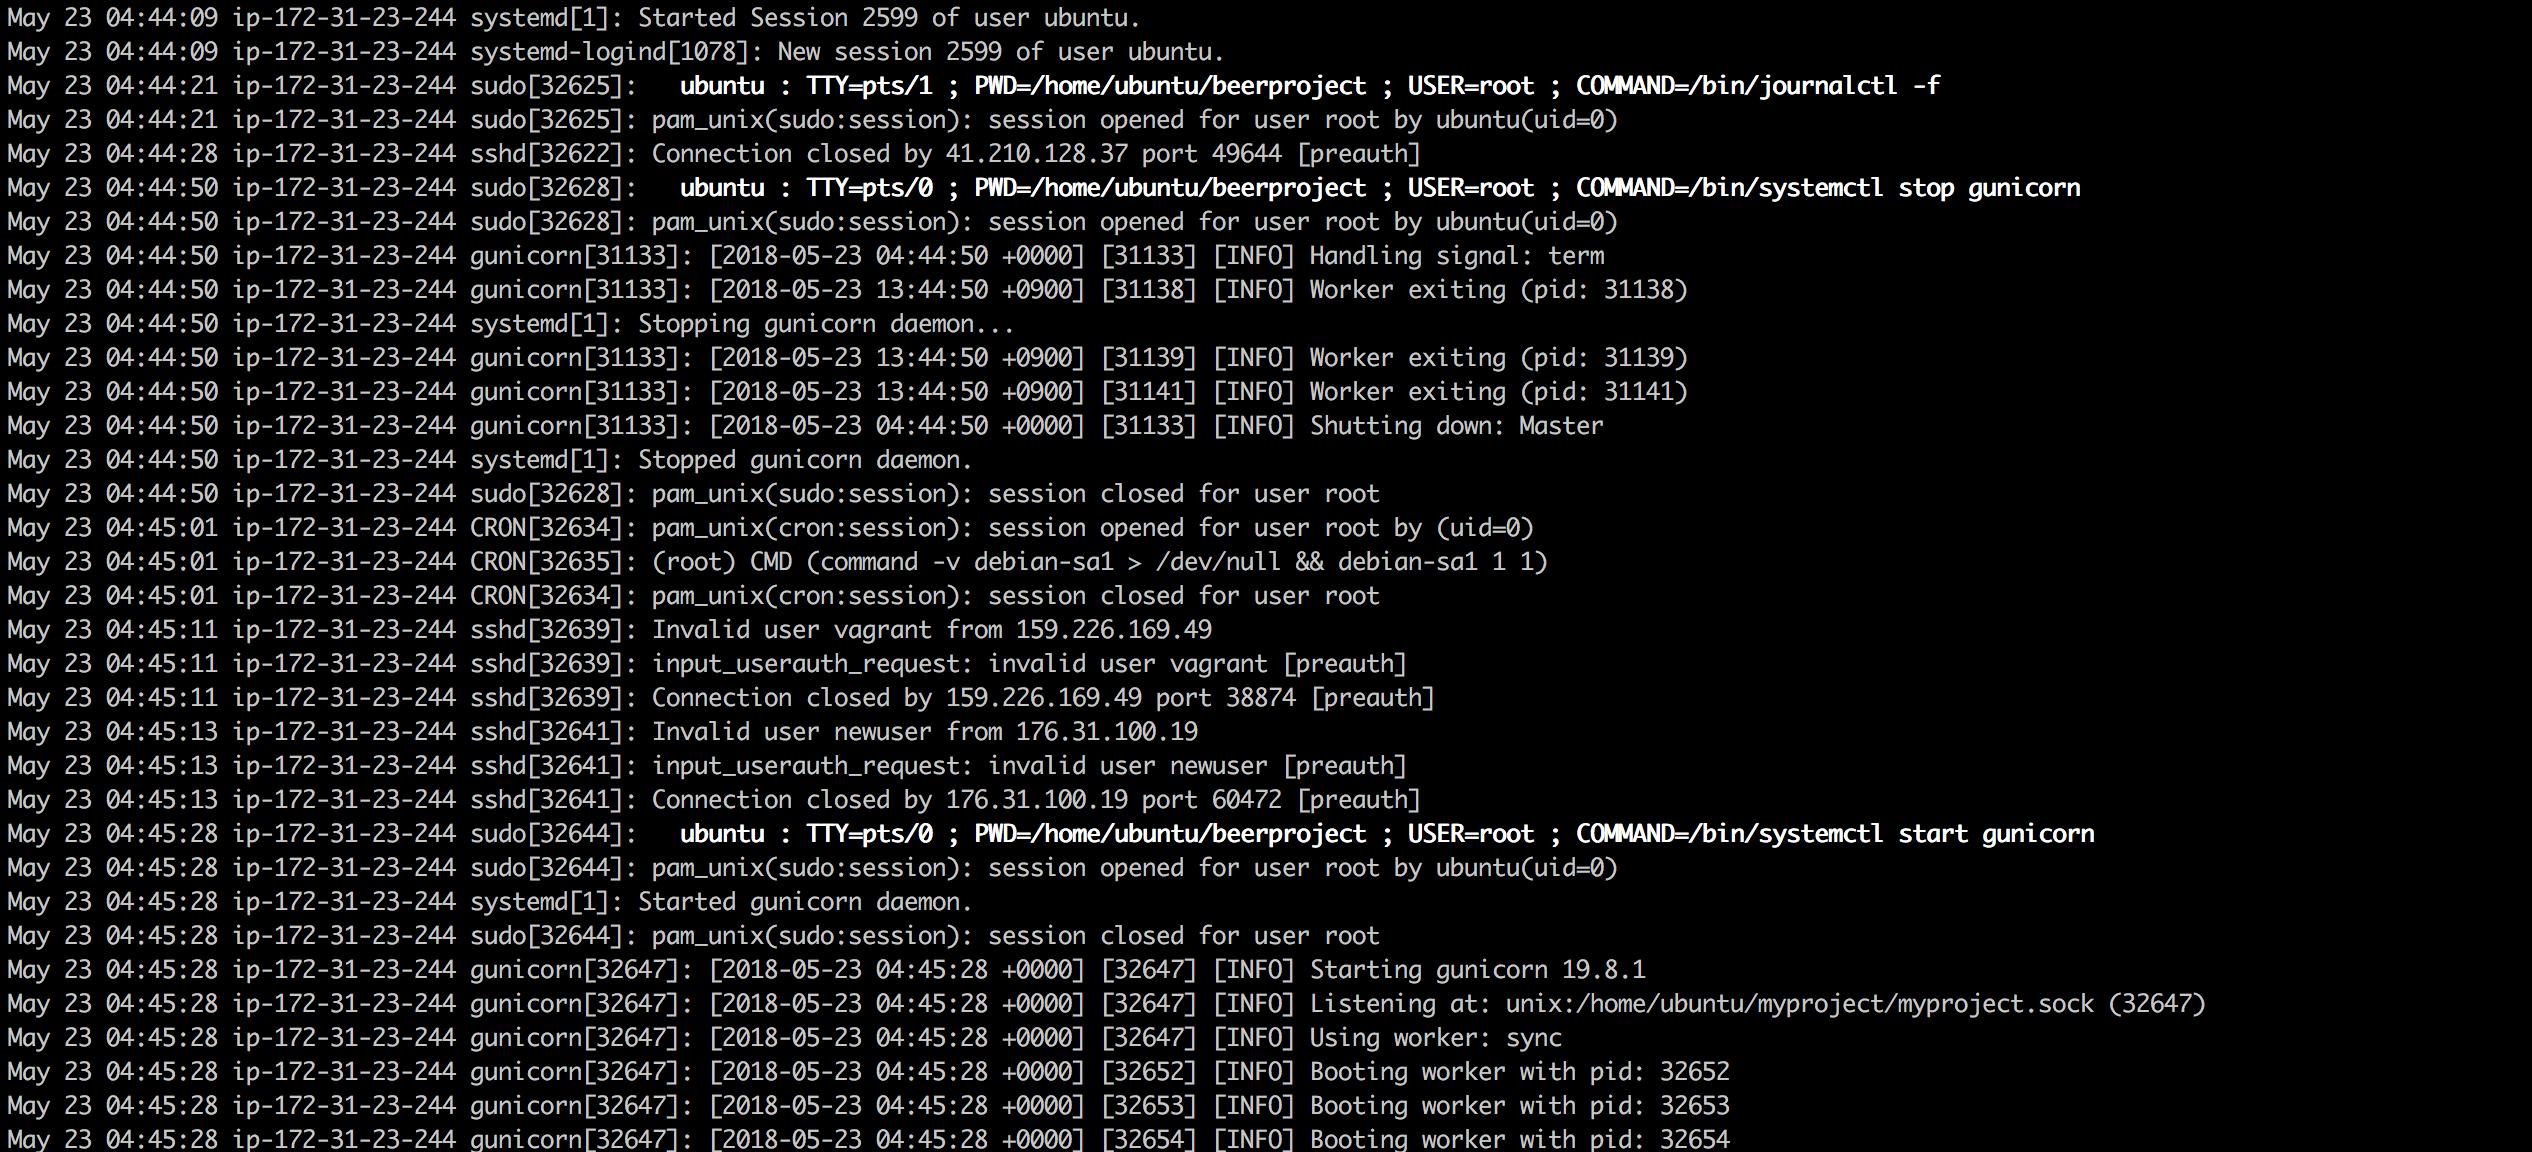 May 23 04:44:09 ip-172-31-23-244 systemd[1]: Started Session 2599 of user ubuntu.
May 23 04:44:09 ip-172-31-23-244 systemd-logind[1078]: New session 2599 of user ubuntu.
May 23 04:44:21 ip-172-31-23-244 sudo[32625]:   ubuntu : TTY=pts/1 ; PWD=/home/ubuntu/beerproject ; USER=root ; COMMAND=/bin/journalctl -f
May 23 04:44:21 ip-172-31-23-244 sudo[32625]: pam_unix(sudo:session): session opened for user root by ubuntu(uid=0)
May 23 04:44:28 ip-172-31-23-244 sshd[32622]: Connection closed by 41.210.128.37 port 49644 [preauth]
May 23 04:44:50 ip-172-31-23-244 sudo[32628]:   ubuntu : TTY=pts/0 ; PWD=/home/ubuntu/beerproject ; USER=root ; COMMAND=/bin/systemctl stop gunicorn
May 23 04:44:50 ip-172-31-23-244 sudo[32628]: pam_unix(sudo:session): session opened for user root by ubuntu(uid=0)
May 23 04:44:50 ip-172-31-23-244 gunicorn[31133]: [2018-05-23 04:44:50 +0000] [31133] [INFO] Handling signal: term
May 23 04:44:50 ip-172-31-23-244 gunicorn[31133]: [2018-05-23 13:44:50 +0900] [31138] [INFO] Worker exiting (pid: 31138)
May 23 04:44:50 ip-172-31-23-244 systemd[1]: Stopping gunicorn daemon...
May 23 04:44:50 ip-172-31-23-244 gunicorn[31133]: [2018-05-23 13:44:50 +0900] [31139] [INFO] Worker exiting (pid: 31139)
May 23 04:44:50 ip-172-31-23-244 gunicorn[31133]: [2018-05-23 13:44:50 +0900] [31141] [INFO] Worker exiting (pid: 31141)
May 23 04:44:50 ip-172-31-23-244 gunicorn[31133]: [2018-05-23 04:44:50 +0000] [31133] [INFO] Shutting down: Master
May 23 04:44:50 ip-172-31-23-244 systemd[1]: Stopped gunicorn daemon.
May 23 04:44:50 ip-172-31-23-244 sudo[32628]: pam_unix(sudo:session): session closed for user root
May 23 04:45:01 ip-172-31-23-244 CRON[32634]: pam_unix(cron:session): session opened for user root by (uid=0)
May 23 04:45:01 ip-172-31-23-244 CRON[32635]: (root) CMD (command -v debian-sa1 > /dev/null && debian-sa1 1 1)
May 23 04:45:01 ip-172-31-23-244 CRON[32634]: pam_unix(cron:session): session closed for user root
May 23 04:45:11 ip-172-31-23-244 sshd[32639]: Invalid user vagrant from 159.226.169.49
May 23 04:45:11 ip-172-31-23-244 sshd[32639]: input_userauth_request: invalid user vagrant [preauth]
May 23 04:45:11 ip-172-31-23-244 sshd[32639]: Connection closed by 159.226.169.49 port 38874 [preauth]
May 23 04:45:13 ip-172-31-23-244 sshd[32641]: Invalid user newuser from 176.31.100.19
May 23 04:45:13 ip-172-31-23-244 sshd[32641]: input_userauth_request: invalid user newuser [preauth]
May 23 04:45:13 ip-172-31-23-244 sshd[32641]: Connection closed by 176.31.100.19 port 60472 [preauth]
May 23 04:45:28 ip-172-31-23-244 sudo[32644]:   ubuntu : TTY=pts/0 ; PWD=/home/ubuntu/beerproject ; USER=root ; COMMAND=/bin/systemctl start gunicorn
May 23 04:45:28 ip-172-31-23-244 sudo[32644]: pam_unix(sudo:session): session opened for user root by ubuntu(uid=0)
May 23 04:45:28 ip-172-31-23-244 systemd[1]: Started gunicorn daemon.
May 23 04:45:28 ip-172-31-23-244 sudo[32644]: pam_unix(sudo:session): session closed for user root
May 23 04:45:28 ip-172-31-23-244 gunicorn[32647]: [2018-05-23 04:45:28 +0000] [32647] [INFO] Starting gunicorn 19.8.1
May 23 04:45:28 ip-172-31-23-244 gunicorn[32647]: [2018-05-23 04:45:28 +0000] [32647] [INFO] Listening at: unix:/home/ubuntu/myproject/myproject.sock (32647)
May 23 04:45:28 ip-172-31-23-244 gunicorn[32647]: [2018-05-23 04:45:28 +0000] [32647] [INFO] Using worker: sync
May 23 04:45:28 ip-172-31-23-244 gunicorn[32647]: [2018-05-23 04:45:28 +0000] [32652] [INFO] Booting worker with pid: 32652
May 23 04:45:28 ip-172-31-23-244 gunicorn[32647]: [2018-05-23 04:45:28 +0000] [32653] [INFO] Booting worker with pid: 32653
May 23 04:45:28 ip-172-31-23-244 gunicorn[32647]: [2018-05-23 04:45:28 +0000] [32654] [INFO] Booting worker with pid: 32654